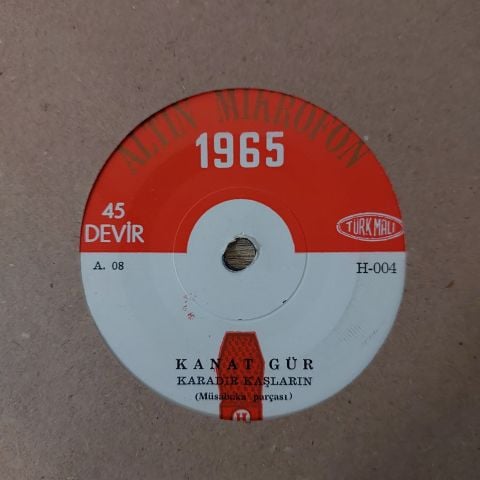 ALTIN MİKROFON
1965
45
DEVİR
TÜRK MALI
A. 08
H-004
KANAT GÜR
KARADIR KAŞLARIN
(Müsabaka parçası)
H